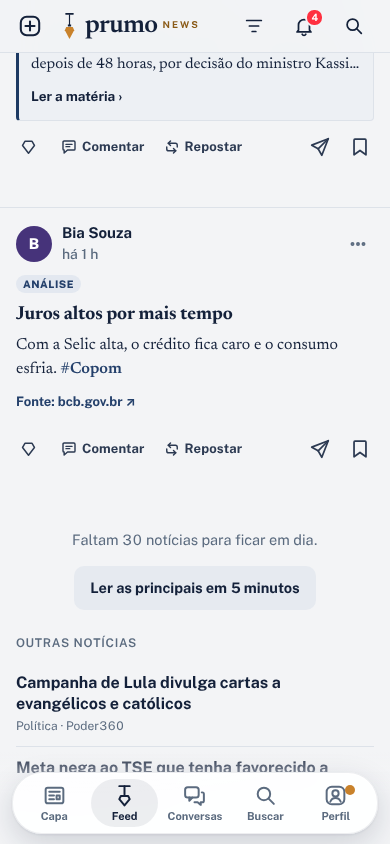 prumo NEWS
4
depois de 48 horas, por decisão do ministro Kassi...
Ler a matéria ›
Comentar Repostar
B
Bia Souza
há 1 h
ANÁLISE
Juros altos por mais tempo
Com a Selic alta, o crédito fica caro e o consumo
esfria. #Copom
Fonte: bcb.gov.br ↗
Comentar Repostar
Faltam 30 notícias para ficar em dia.
Ler as principais em 5 minutos
OUTRAS NOTÍCIAS
Campanha de Lula divulga cartas a
evangélicos e católicos
Política · Poder360
Meta nega ao TSE que tenha favorecido a
Capa Feed Conversas Buscar Perfil